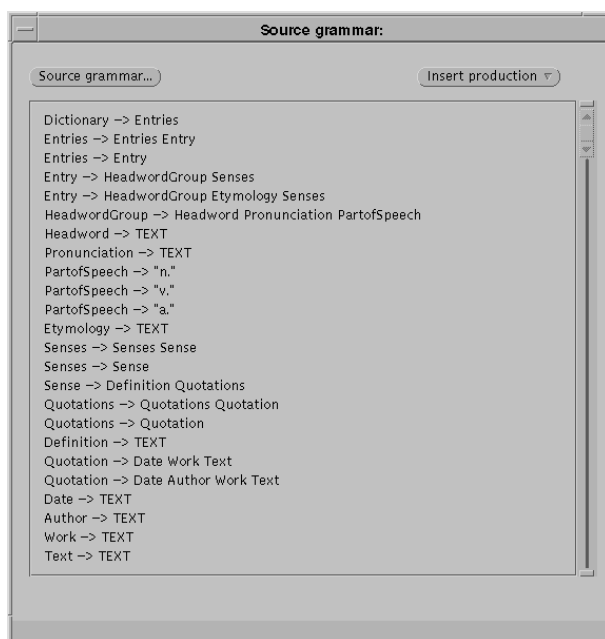 Source grammar:
Source grammar...
Insert production
Dictionary -> Entries
Entries -> Entries Entry
Entries -> Entry
Entry -> HeadwordGroup Senses
Entry -> HeadwordGroup Etymology Senses
HeadwordGroup -> Headword Pronunciation PartofSpeech
Headword -> TEXT
Pronunciation -> TEXT
PartofSpeech -> "n."
PartofSpeech -> "v."
PartofSpeech -> "a."
Etymology -> TEXT
Senses -> Senses Sense
Senses -> Sense
Sense -> Definition Quotations
Quotations -> Quotations Quotation
Quotations -> Quotation
Definition -> TEXT
Quotation -> Date Work Text
Quotation -> Date Author Work Text
Date -> TEXT
Author -> TEXT
Work -> TEXT
Text -> TEXT